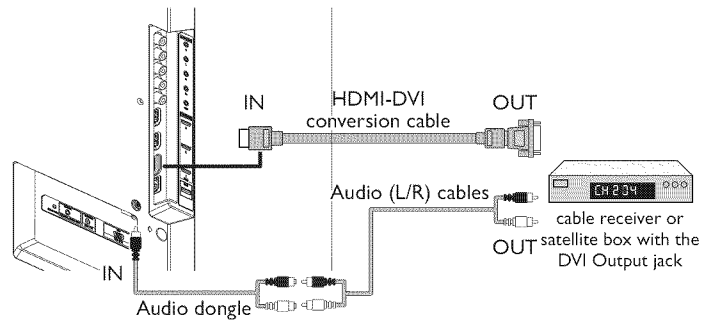 IN
HDMI-DVI
conversion cable
OUT
Audio (L/R) cables
CH 234
cable receiver or
OUT
satellite box with the
DVI Output jack
IN
Audio dongle